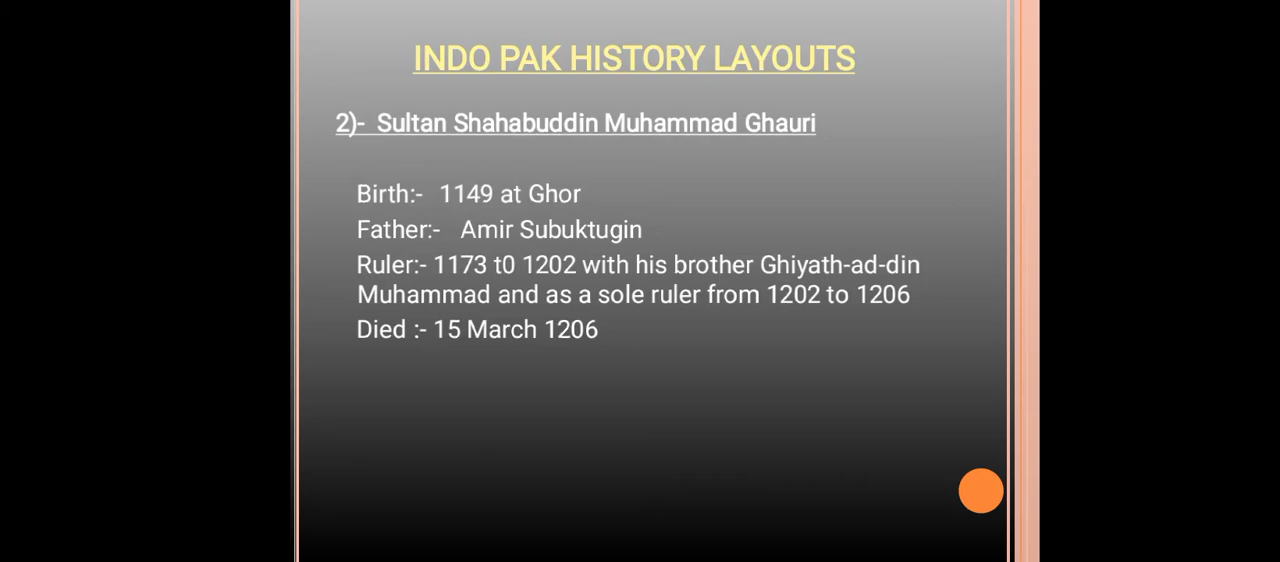 INDO PAK HISTORY LAYOUTS
2)-  Sultan Shahabuddin Muhammad Ghauri
Birth:-  1149 at Ghor
Father:-  Amir Subuktugin
Ruler:- 1173 t0 1202 with his brother Ghiyath-ad-din
Muhammad and as a sole ruler from 1202 to 1206
Died :- 15 March 1206